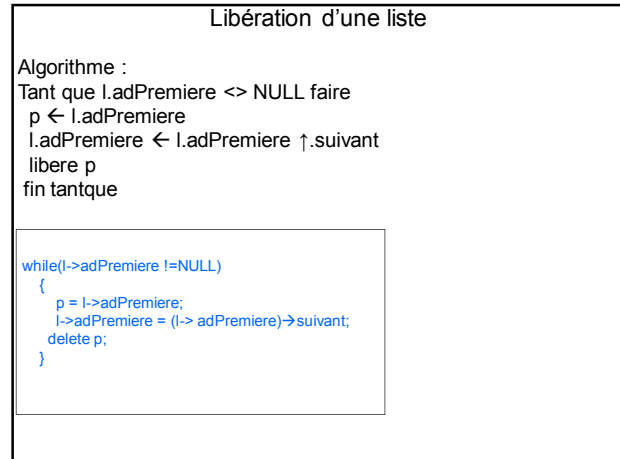 Libération d’une liste
Algorithme :
Tant que l.adPremiere <> NULL faire
p ← l.adPremiere
l.adPremiere ← l.adPremiere ↑.suivant
libere p
fin tantque
while(l->adPremiere !=NULL)
{
p = l->adPremiere;
l->adPremiere = (l-> adPremiere)→suivant;
delete p;
}